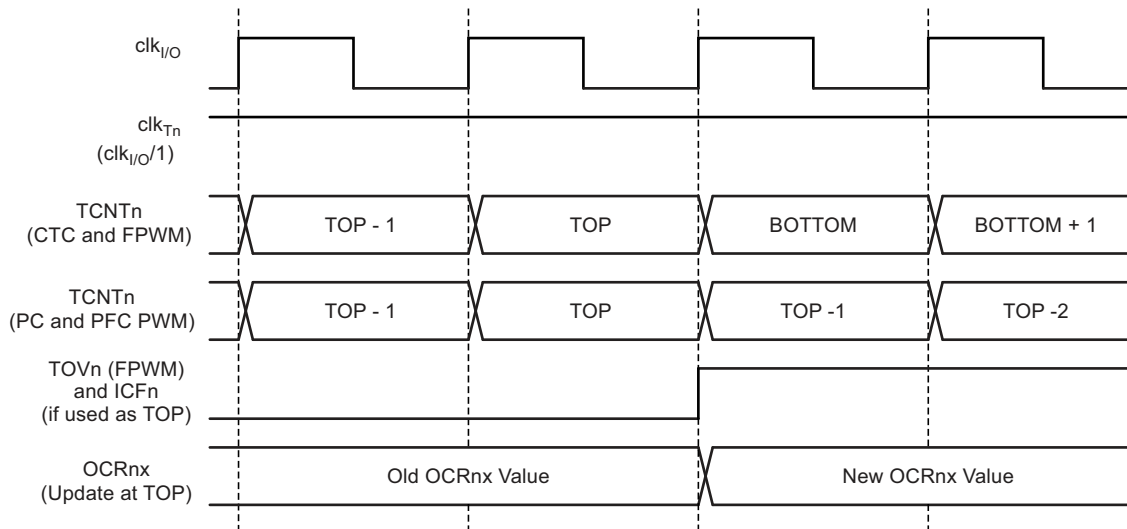 clkI/O
clkTn
(clkI/O/1)
TCNTn
(CTC and FPWM)
TOP - 1
TOP
BOTTOM
BOTTOM + 1
TCNTn
(PC and PFC PWM)
TOP - 1
TOP
TOP -1
TOP -2
TOVn (FPWM)
and ICFn
(if used as TOP)
OCRnx
(Update at TOP)
Old OCRnx Value
New OCRnx Value